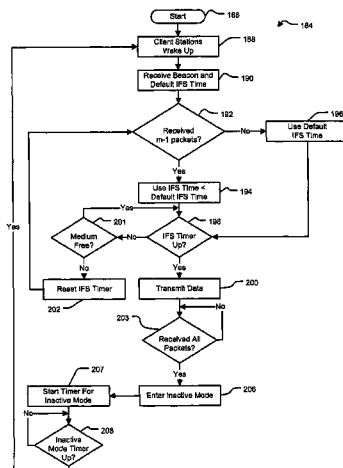 Start
186
184
Client Stations
Wake Up
188
Receive Beacon and
Default IFS Time
190
192
196
Received
m-1 packets?
No
Use Default
IFS Time
Yes
Yes
Use IFS Time <
Default IFS Time
194
201
Yes
198
Medium
Free?
No
IFS Timer
Up?
No
Yes
Reset IFS Timer
202
Transmit Data
200
No
203
Received All
Packets?
207
Yes
Start Timer For
Inactive Mode
Enter Inactive Mode
206
No
208
Inactive
Mode Timer
Up?